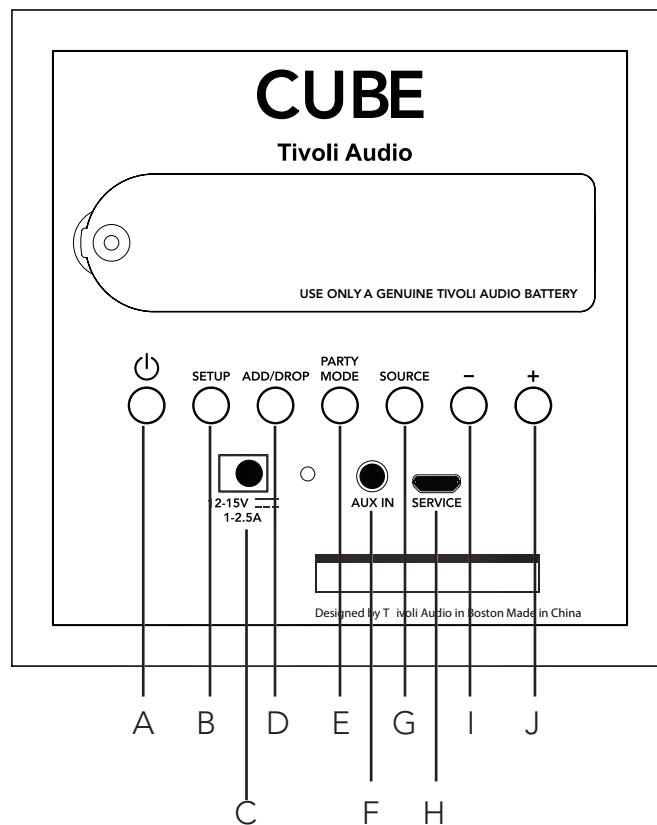 CUBE
Tivoli Audio
USE ONLY A GENUINE TIVOLI AUDIO BATTERY
SETUP ADD/DROP PARTY MODE SOURCE − +
12-15V
1-2.5A
AUX IN SERVICE
Designed by T ivoli Audio in Boston Made in China
A B D E G I J
C F H